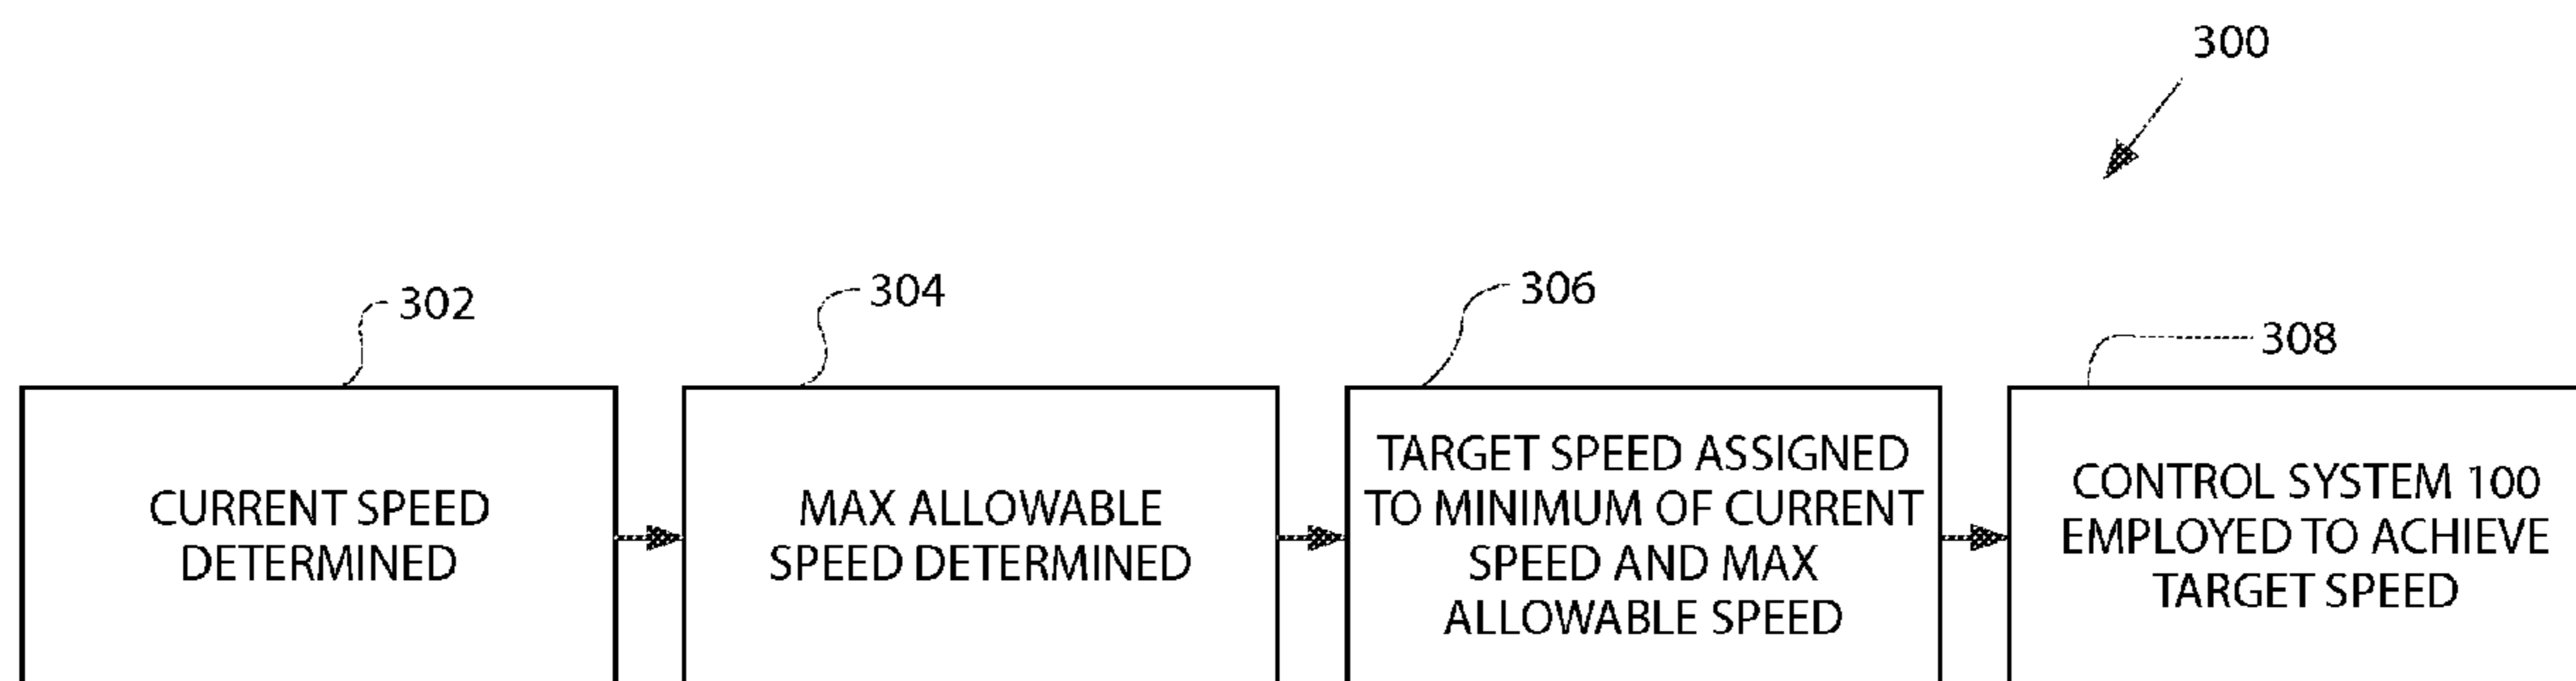 300
302
304
306
308
CURRENT SPEED
DETERMINED
MAX ALLOWABLE
SPEED DETERMINED
TARGET SPEED ASSIGNED
TO MINIMUM OF CURRENT
SPEED AND MAX
ALLOWABLE SPEED
CONTROL SYSTEM 100
EMPLOYED TO ACHIEVE
TARGET SPEED